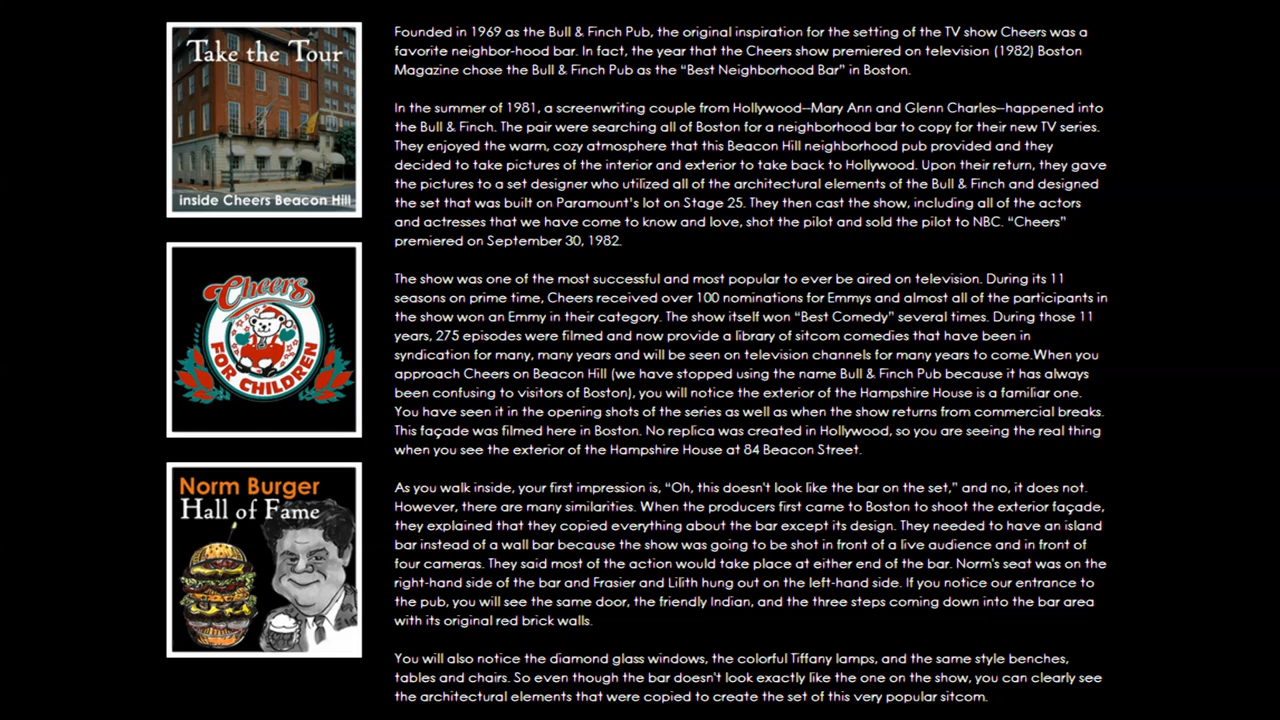 Take the Tour
inside Cheers Beacon Hill
Cheers
FOR CHILDREN
Norm Burger
Hall of Fame
Founded in 1969 as the Bull & Finch Pub, the original inspiration for the setting of the TV show Cheers was a
favorite neighbor-hood bar. In fact, the year that the Cheers show premiered on television (1982) Boston
Magazine chose the Bull & Finch Pub as the “Best Neighborhood Bar” in Boston.
In the summer of 1981, a screenwriting couple from Hollywood--Mary Ann and Glenn Charles--happened into
the Bull & Finch. The pair were searching all of Boston for a neighborhood bar to copy for their new TV series.
They enjoyed the warm, cozy atmosphere that this Beacon Hill neighborhood pub provided and they
decided to take pictures of the interior and exterior to take back to Hollywood. Upon their return, they gave
the pictures to a set designer who utilized all of the architectural elements of the Bull & Finch and designed
the set that was built on Paramount’s lot on Stage 25. They then cast the show, including all of the actors
and actresses that we have come to know and love, shot the pilot and sold the pilot to NBC. “Cheers”
premiered on September 30, 1982.
The show was one of the most successful and most popular to ever be aired on television. During its 11
seasons on prime time, Cheers received over 100 nominations for Emmys and almost all of the participants in
the show won an Emmy in their category. The show itself won “Best Comedy” several times. During those 11
years, 275 episodes were filmed and now provide a library of sitcom comedies that have been in
syndication for many, many years and will be seen on television channels for many years to come.When you
approach Cheers on Beacon Hill (we have stopped using the name Bull & Finch Pub because it has always
been confusing to visitors of Boston), you will notice the exterior of the Hampshire House is a familiar one.
You have seen it in the opening shots of the series as well as when the show returns from commercial breaks.
This façade was filmed here in Boston. No replica was created in Hollywood, so you are seeing the real thing
when you see the exterior of the Hampshire House at 84 Beacon Street.
As you walk inside, your first impression is, “Oh, this doesn't look like the bar on the set,” and no, it does not.
However, there are many similarities. When the producers first came to Boston to shoot the exterior façade,
they explained that they copied everything about the bar except its design. They needed to have an island
bar instead of a wall bar because the show was going to be shot in front of a live audience and in front of
four cameras. They said most of the action would take place at either end of the bar. Norm's seat was on the
right-hand side of the bar and Frasier and Lilith hung out on the left-hand side. If you notice our entrance to
the pub, you will see the same door, the friendly Indian, and the three steps coming down into the bar area
with its original red brick walls.
You will also notice the diamond glass windows, the colorful Tiffany lamps, and the same style benches,
tables and chairs. So even though the bar doesn't look exactly like the one on the show, you can clearly see
the architectural elements that were copied to create the set of this very popular sitcom.